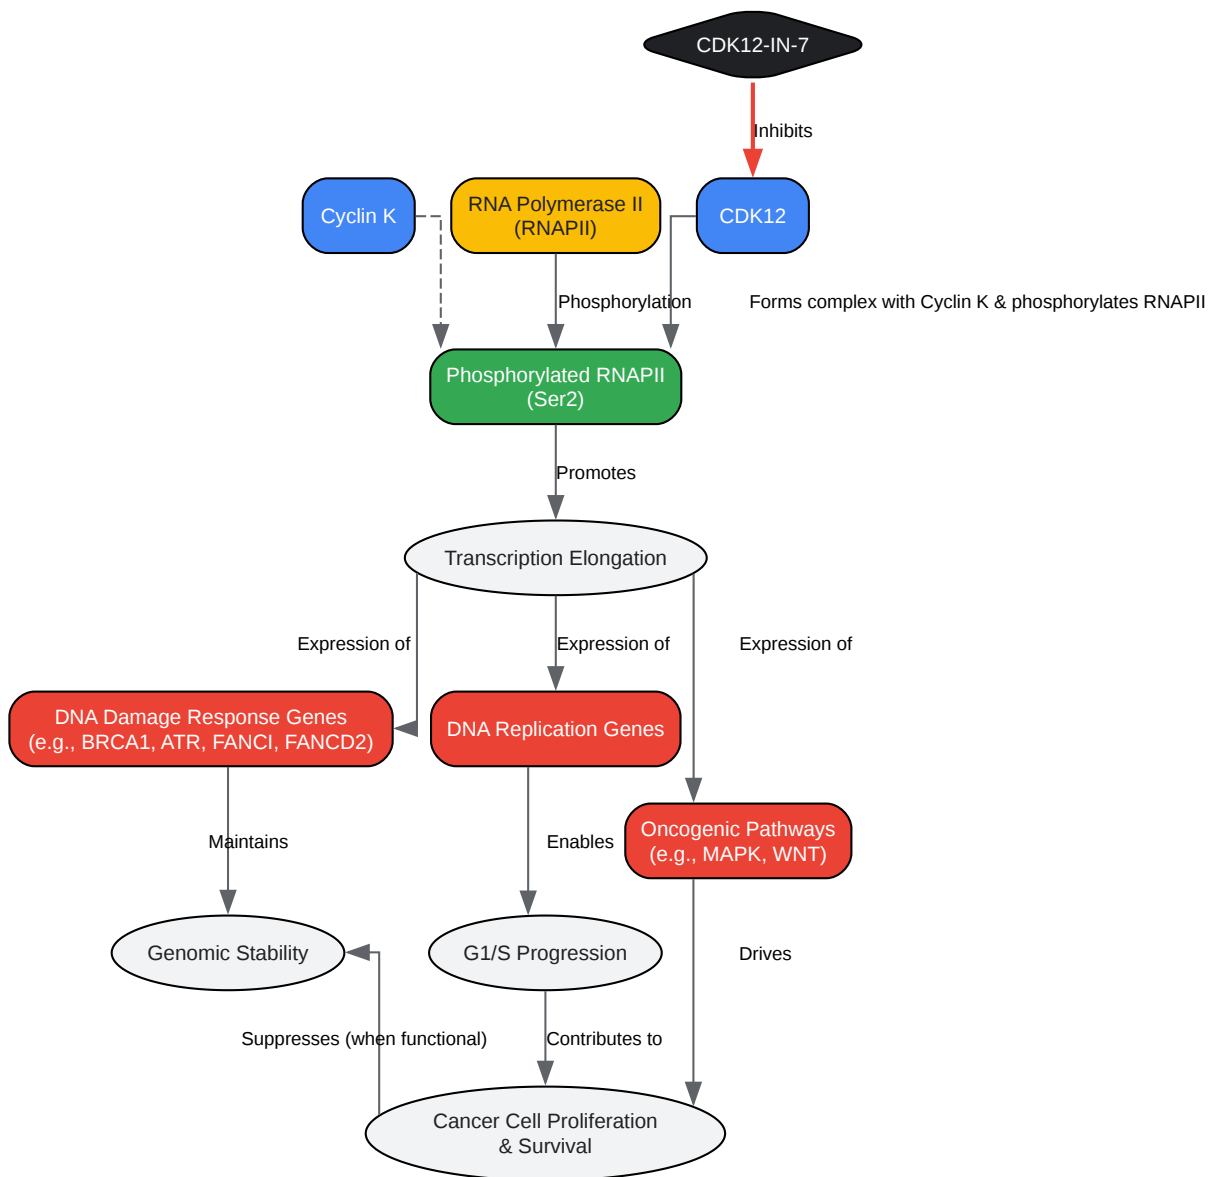 CDK12-IN-7
Inhibits
Cyclin K
RNA Polymerase II
(RNAPII)
CDK12
Phosphorylation
Forms complex with Cyclin K & phosphorylates RNAPII
Phosphorylated RNAPII
(Ser2)
Promotes
Transcription Elongation
Expression of
Expression of
Expression of
DNA Damage Response Genes
(e.g., BRCA1, ATR, FANCI, FANCD2)
DNA Replication Genes
Oncogenic Pathways
(e.g., MAPK, WNT)
Maintains
Enables
Genomic Stability
G1/S Progression
Drives
Suppresses (when functional)
Contributes to
Cancer Cell Proliferation
& Survival